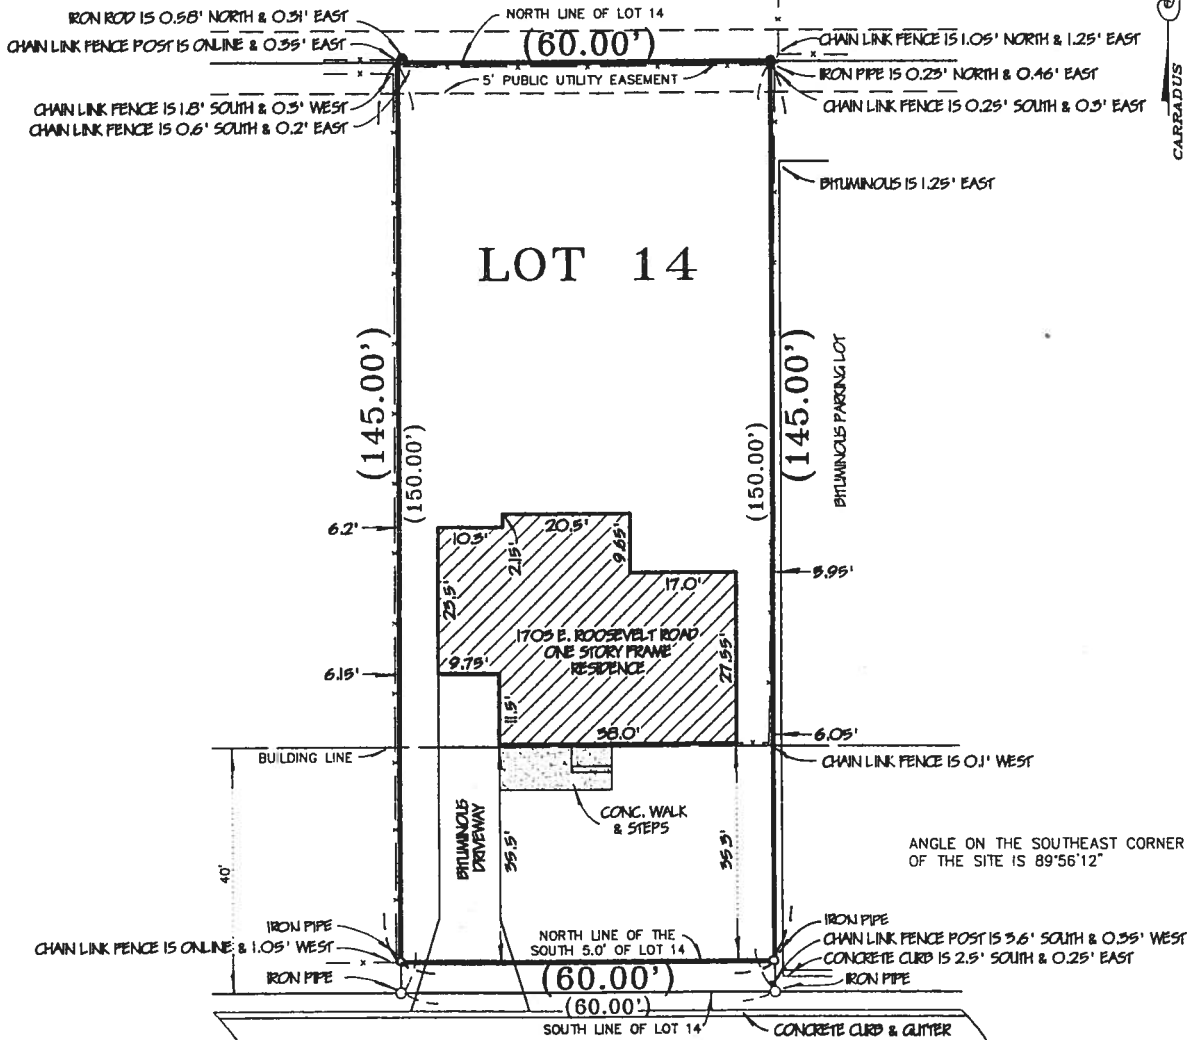 IRON ROD IS 0.58' NORTH & 0.31' EAST
NORTH LINE OF LOT 14
CHAIN LINK FENCE POST IS ONLINE & 0.35' EAST
(60.00')
CHAIN LINK FENCE IS 1.05' NORTH & 1.25' EAST
5' PUBLIC UTILITY EASEMENT
IRON PIPE IS 0.23' NORTH & 0.46' EAST
CHAIN LINK FENCE IS 1.8' SOUTH & 0.3' WEST
CHAIN LINK FENCE IS 0.25' SOUTH & 0.3' EAST
CHAIN LINK FENCE IS 0.6' SOUTH & 0.2' EAST
CARRADUS
BITUMINOUS IS 1.25' EAST
LOT 14
(145.00')
(150.00')
(150.00')
(145.00')
BITUMINOUS PARKING LOT
6.2'
10.3'
2.15'
20.5'
9.65'
17.0'
5.95'
23.5'
1703 E. ROOSEVELT ROAD
ONE STORY FRAME
RESIDENCE
27.55'
6.15'
9.75'
11.5'
38.0'
6.05'
BUILDING LINE
CHAIN LINK FENCE IS 0.1' WEST
CONC. WALK
& STEPS
BITUMINOUS
DRIVEWAY
35.5'
35.3'
40'
ANGLE ON THE SOUTHEAST CORNER
OF THE SITE IS 89°56'12"
IRON PIPE
CHAIN LINK FENCE IS ONLINE & 1.05' WEST
IRON PIPE
NORTH LINE OF THE
SOUTH 5.0' OF LOT 14
IRON PIPE
CHAIN LINK FENCE POST IS 3.6' SOUTH & 0.35' WEST
CONCRETE CURB IS 2.5' SOUTH & 0.25' EAST
IRON PIPE
(60.00')
(60.00')
SOUTH LINE OF LOT 14
CONCRETE CURB & GUTTER